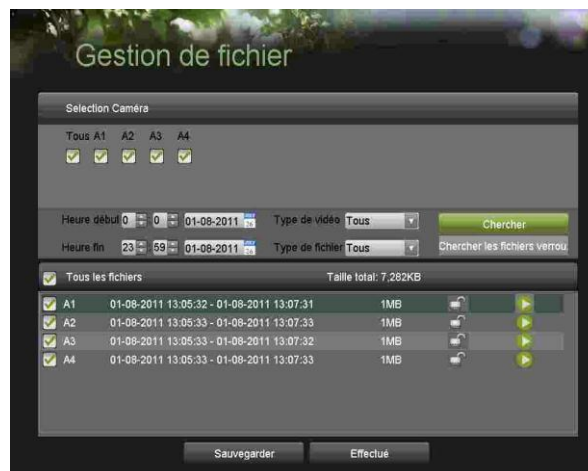 Gestion de fichier
Selection Caméra
Tous A1 A2 A3 A4
Heure début 0 0 01-08-2011 Type de vidéo Tous Chercher
Heure fin 23 59 01-08-2011 Type de fichier Tous Chercher les fichiers verrou
Tous les fichiers Taille total: 7,282KB
A1 01-08-2011 13:05:32 - 01-08-2011 13:07:31 1MB
A2 01-08-2011 13:05:33 - 01-08-2011 13:07:33 1MB
A3 01-08-2011 13:05:33 - 01-08-2011 13:07:32 1MB
A4 01-08-2011 13:05:33 - 01-08-2011 13:07:33 1MB
Sauvegarder Effectué